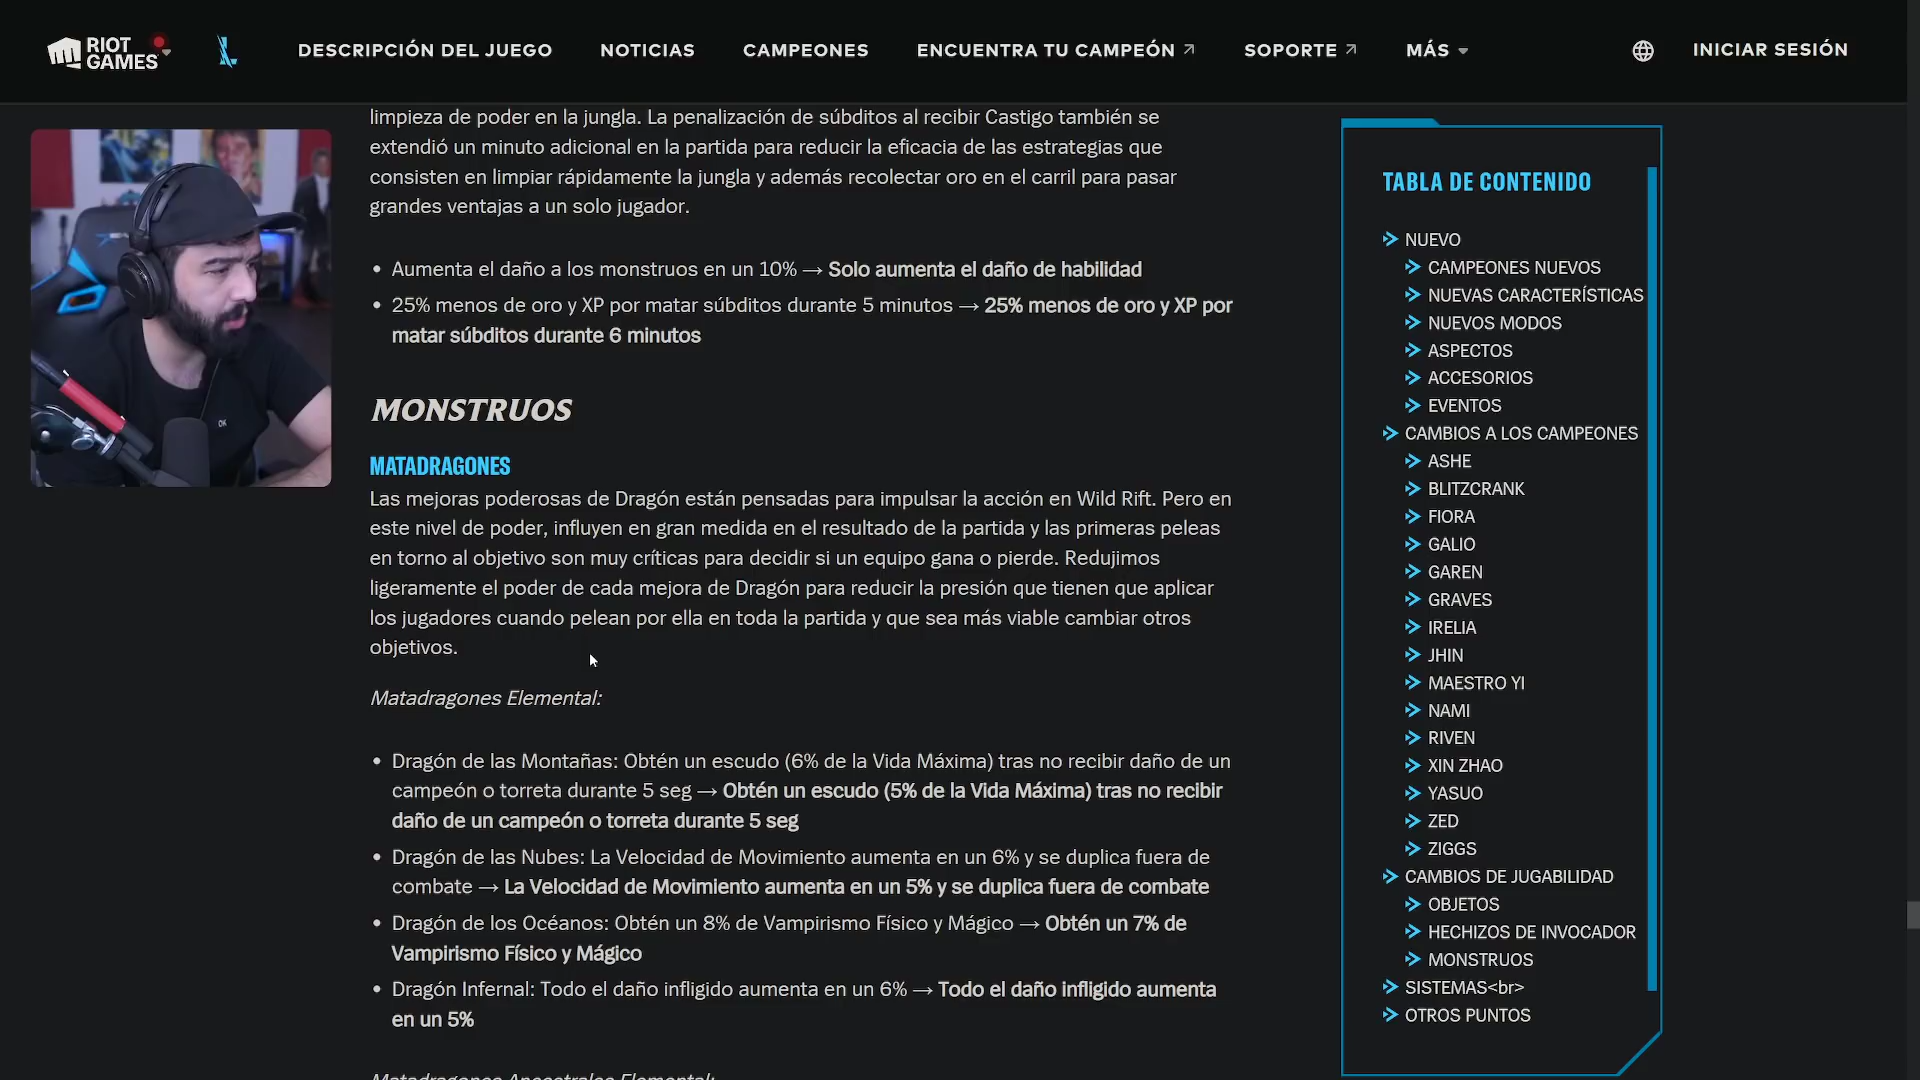 RIOT
GAMES
DESCRIPCIÓN DEL JUEGO
NOTICIAS
CAMPEONES
ENCUENTRA TU CAMPEÓN
SOPORTE
MÁS
INICIAR SESIÓN
limpieza de poder en la jungla. La penalización de súbditos al recibir Castigo también se
extendió un minuto adicional en la partida para reducir la eficacia de las estrategias que
consisten en limpiar rápidamente la jungla y además recolectar oro en el carril para pasar
grandes ventajas a un solo jugador.
• Aumenta el daño a los monstruos en un 10% → Solo aumenta el daño de habilidad
• 25% menos de oro y XP por matar súbditos durante 5 minutos → 25% menos de oro y XP por
matar súbditos durante 6 minutos
MONSTRUOS
MATADRAGONES
Las mejoras poderosas de Dragón están pensadas para impulsar la acción en Wild Rift. Pero en
este nivel de poder, influyen en gran medida en el resultado de la partida y las primeras peleas
en torno al objetivo son muy críticas para decidir si un equipo gana o pierde. Redujimos
ligeramente el poder de cada mejora de Dragón para reducir la presión que tienen que aplicar
los jugadores cuando pelean por ella en toda la partida y que sea más viable cambiar otros
objetivos.
Matadragones Elemental:
• Dragón de las Montañas: Obtén un escudo (6% de la Vida Máxima) tras no recibir daño de un
campeón o torreta durante 5 seg → Obtén un escudo (5% de la Vida Máxima) tras no recibir
daño de un campeón o torreta durante 5 seg
• Dragón de las Nubes: La Velocidad de Movimiento aumenta en un 6% y se duplica fuera de
combate → La Velocidad de Movimiento aumenta en un 5% y se duplica fuera de combate
• Dragón de los Océanos: Obtén un 8% de Vampirismo Físico y Mágico → Obtén un 7% de
Vampirismo Físico y Mágico
• Dragón Infernal: Todo el daño infligido aumenta en un 6% → Todo el daño infligido aumenta
en un 5%
Matadragones Ancestrales Elemental:
TABLA DE CONTENIDO
NUEVO
CAMPEONES NUEVOS
NUEVAS CARACTERÍSTICAS
NUEVOS MODOS
ASPECTOS
ACCESORIOS
EVENTOS
CAMBIOS A LOS CAMPEONES
ASHE
BLITZCRANK
FIORA
GALIO
GAREN
GRAVES
IRELIA
JHIN
MAESTRO YI
NAMI
RIVEN
XIN ZHAO
YASUO
ZED
ZIGGS
CAMBIOS DE JUGABILIDAD
OBJETOS
HECHIZOS DE INVOCADOR
MONSTRUOS
SISTEMAS<br>
OTROS PUNTOS
OK